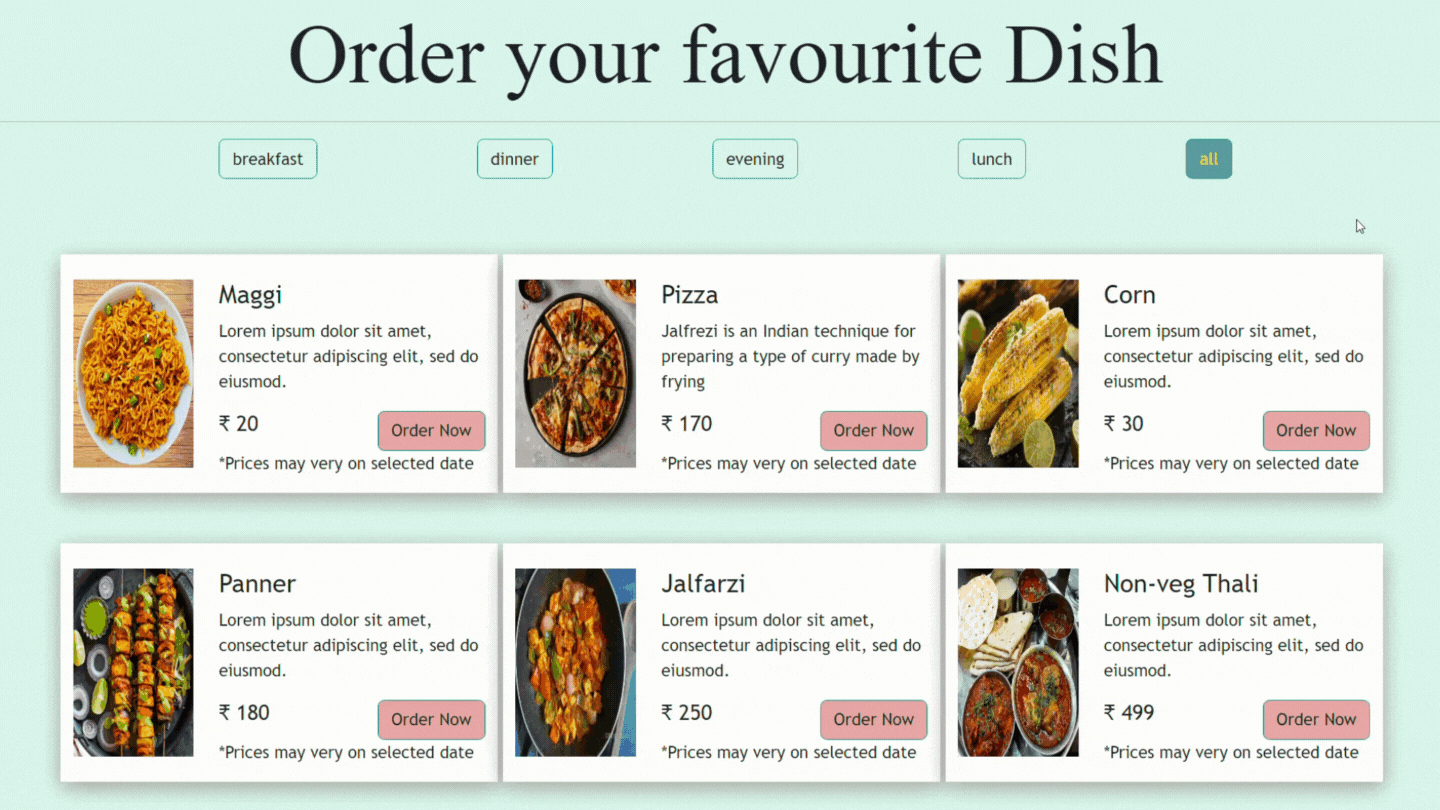 Order your favourite Dish
breakfast
dinner
evening
lunch
all
Maggi
Lorem ipsum dolor sit amet,
consectetur adipiscing elit, sed do
eiusmod.
₹ 20
Order Now
*Prices may very on selected date
Pizza
Jalfrezi is an Indian technique for
preparing a type of curry made by
frying
₹ 170
Order Now
*Prices may very on selected date
Corn
Lorem ipsum dolor sit amet,
consectetur adipiscing elit, sed do
eiusmod.
₹ 30
Order Now
*Prices may very on selected date
Panner
Lorem ipsum dolor sit amet,
consectetur adipiscing elit, sed do
eiusmod.
₹ 180
Order Now
*Prices may very on selected date
Jalfarzi
Lorem ipsum dolor sit amet,
consectetur adipiscing elit, sed do
eiusmod.
₹ 250
Order Now
*Prices may very on selected date
Non-veg Thali
Lorem ipsum dolor sit amet,
consectetur adipiscing elit, sed do
eiusmod.
₹ 499
Order Now
*Prices may very on selected date